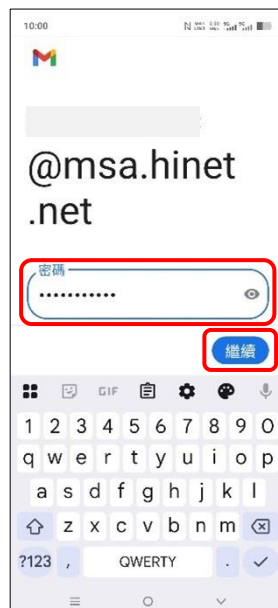 10:00
@msa.hinet
.net
密碼
•••••••••••
繼續
GIF
1 2 3 4 5 6 7 8 9 0
q w e r t y u i o p
a s d f g h j k l
z x c v b n m
?123 , QWERTY .